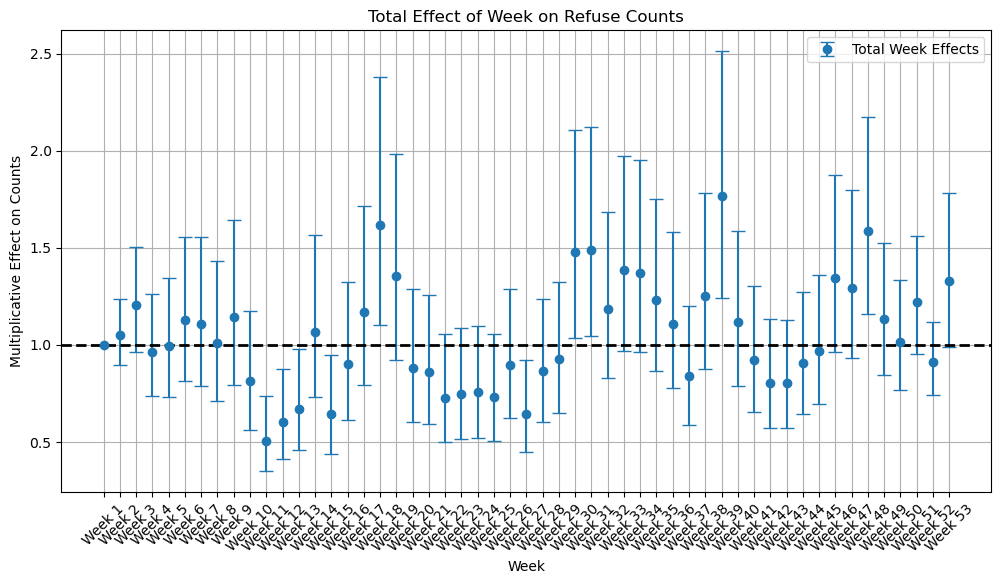 Total Effect of Week on Refuse Counts
Total Week Effects
Multiplicative Effect on Counts
2.5
2.0
1.5
1.0
0.5
Week 1
Week 2
Week 3
Week 4
Week 5
Week 6
Week 7
Week 8
Week 9
Week 10
Week 11
Week 12
Week 13
Week 14
Week 15
Week 16
Week 17
Week 18
Week 19
Week 20
Week 21
Week 22
Week 23
Week 24
Week 25
Week 26
Week 27
Week 28
Week 29
Week 30
Week 31
Week 32
Week 33
Week 34
Week 35
Week 36
Week 37
Week 38
Week 39
Week 40
Week 41
Week 42
Week 43
Week 44
Week 45
Week 46
Week 47
Week 48
Week 49
Week 50
Week 51
Week 52
Week 53
Week